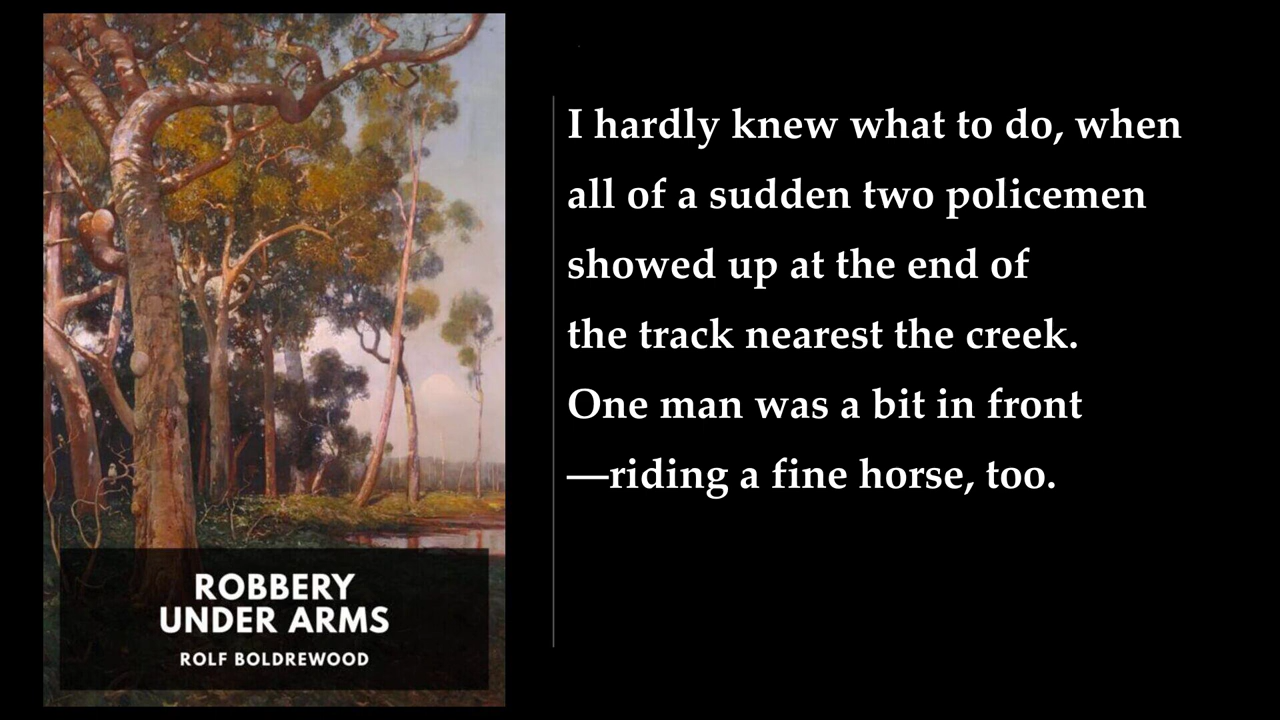 ROBBERY
UNDER ARMS
ROLF BOLDREWOOD
I hardly knew what to do, when
all of a sudden two policemen
showed up at the end of
the track nearest the creek.
One man was a bit in front
—riding a fine horse, too.